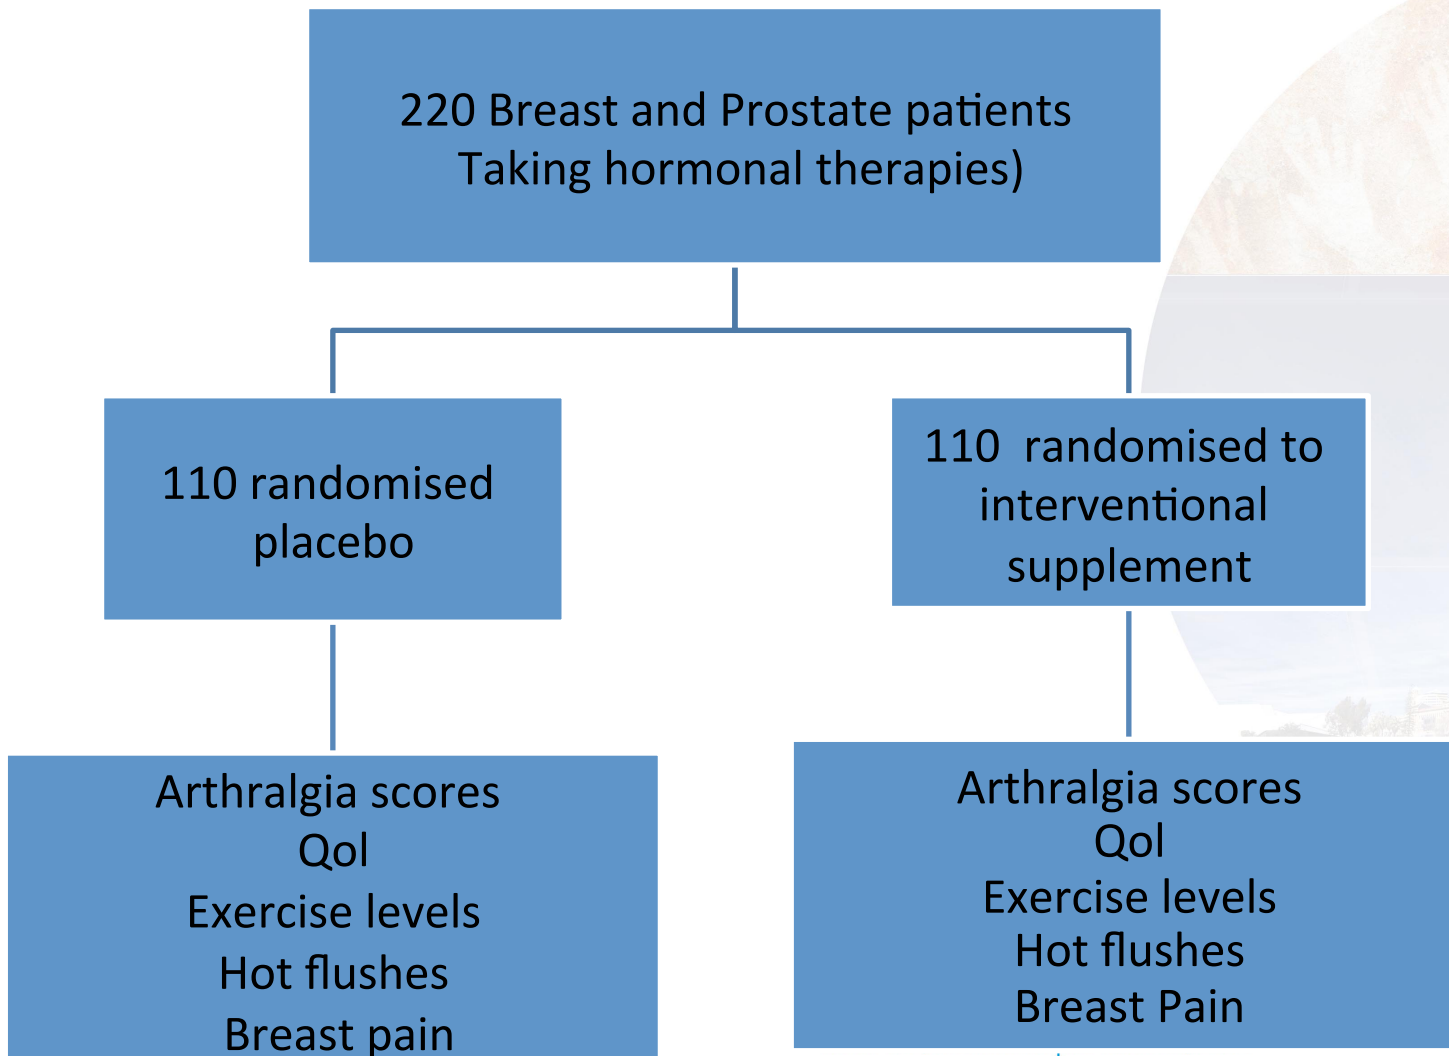 220 Breast and Prostate patients
Taking hormonal therapies)
110 randomised
placebo
110 randomised to
interventional
supplement
Arthralgia scores
Qol
Exercise levels
Hot flushes
Breast pain
Arthralgia scores
Qol
Exercise levels
Hot flushes
Breast Pain